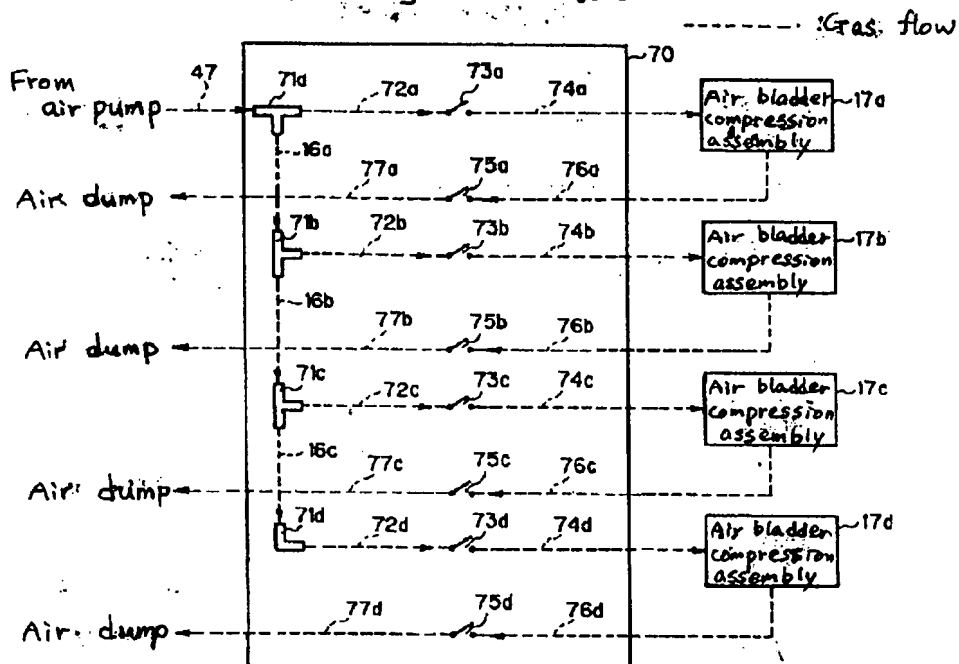 :Gas flow
70
From
air pump
47
71a
72a
73a
74a
Air bladder
compression
assembly
17a
16a
Air dump
77a
75a
76a
71b
72b
73b
74b
Air bladder
compression
assembly
17b
16b
Air dump
77b
75b
76b
71c
72c
73c
74c
Air bladder
compression
assembly
17c
16c
Air dump
77c
75c
76c
71d
72d
73d
74d
Air bladder
compression
assembly
17d
Air dump
77d
75d
76d